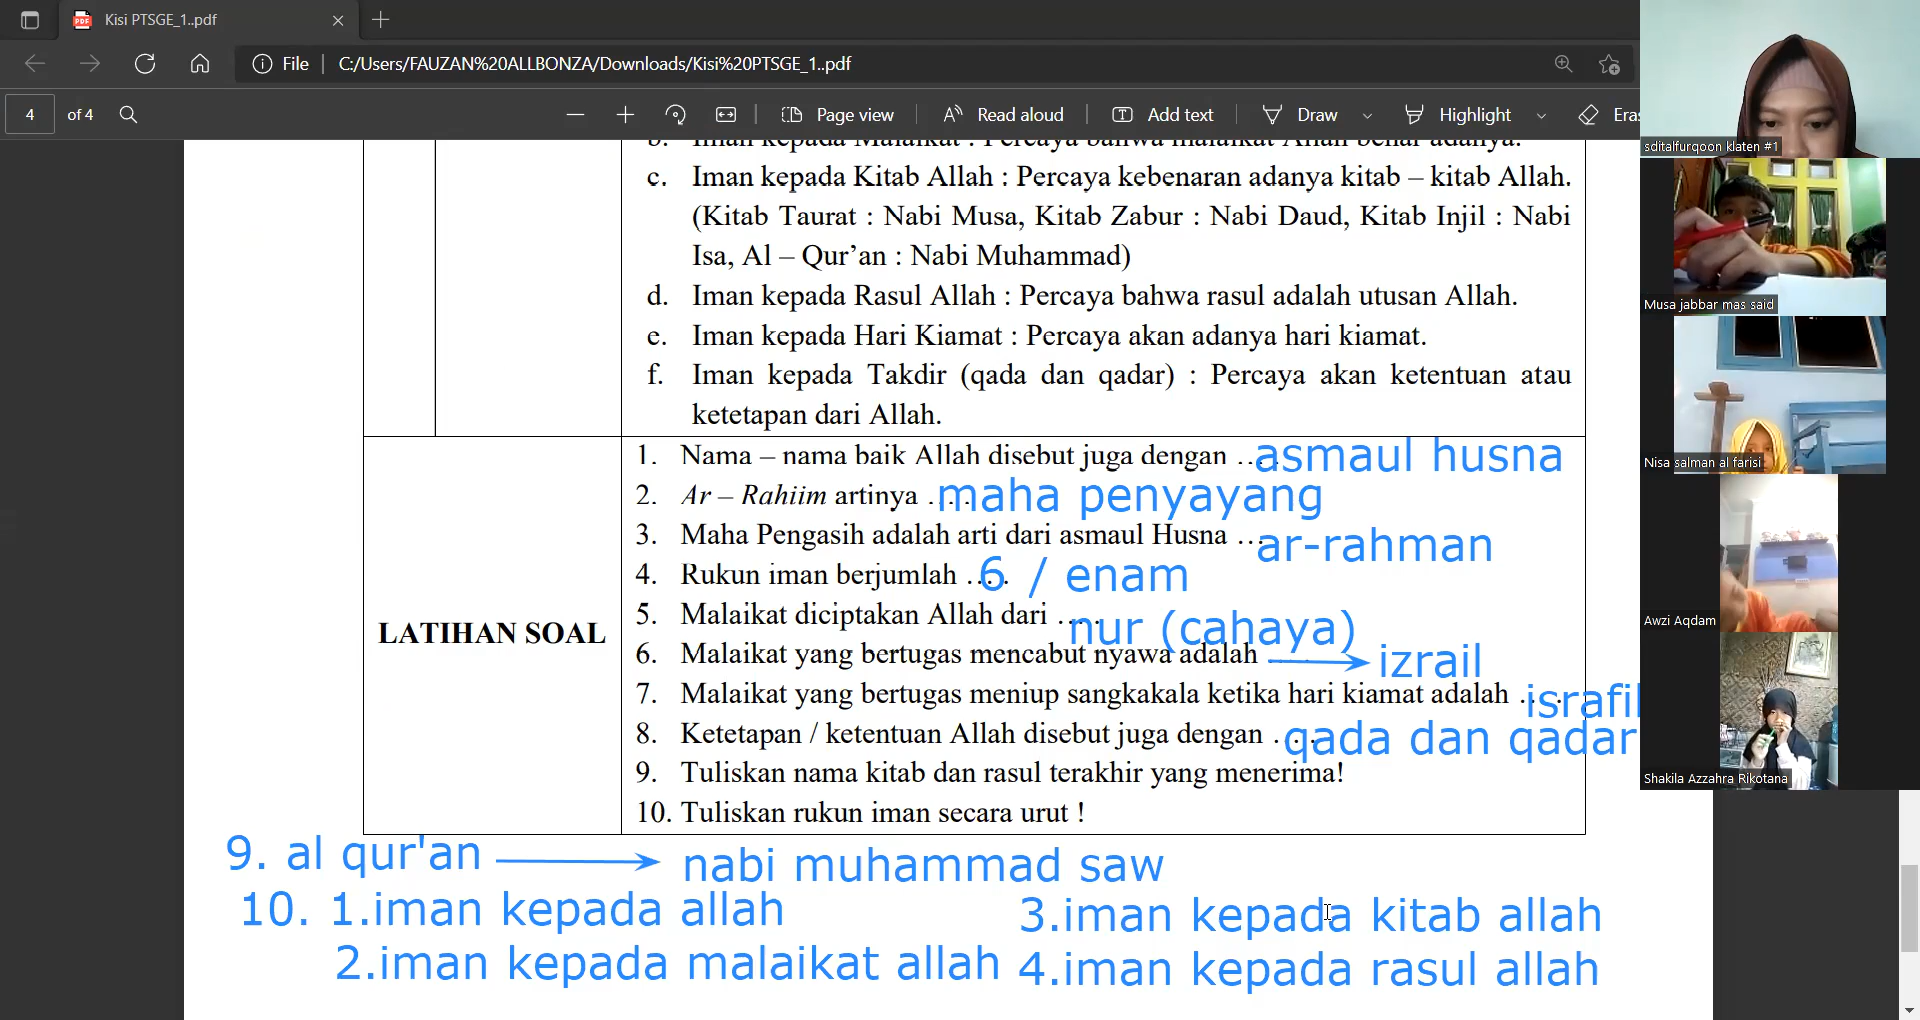 Kisi PTSGE_1..pdf
File
C:/Users/FAUZAN%20ALLBONZA/Downloads/Kisi%20PTSGE_1..pdf
4 of 4
Page view
Read aloud
Add text
Draw
Highlight
Eras
b. Iman kepada Malaikat : Percaya bahwa malaikat Allah benar adanya.
c. Iman kepada Kitab Allah : Percaya kebenaran adanya kitab – kitab Allah.
(Kitab Taurat : Nabi Musa, Kitab Zabur : Nabi Daud, Kitab Injil : Nabi
Isa, Al – Qur’an : Nabi Muhammad)
d. Iman kepada Rasul Allah : Percaya bahwa rasul adalah utusan Allah.
e. Iman kepada Hari Kiamat : Percaya akan adanya hari kiamat.
f. Iman kepada Takdir (qada dan qadar) : Percaya akan ketentuan atau
ketetapan dari Allah.
LATIHAN SOAL
1. Nama – nama baik Allah disebut juga dengan …. asmaul husna
2. Ar – Rahiim artinya …. maha penyayang
3. Maha Pengasih adalah arti dari asmaul Husna …. ar-rahman
4. Rukun iman berjumlah …. 6 / enam
5. Malaikat diciptakan Allah dari …. nur (cahaya)
6. Malaikat yang bertugas mencabut nyawa adalah …. izrail
7. Malaikat yang bertugas meniup sangkakala ketika hari kiamat adalah …. israfil
8. Ketetapan / ketentuan Allah disebut juga dengan …. qada dan qadar
9. Tuliskan nama kitab dan rasul terakhir yang menerima!
10. Tuliskan rukun iman secara urut !
9. al qur'an nabi muhammad saw
10. 1.iman kepada allah
2.iman kepada malaikat allah
3.iman kepada kitab allah
4.iman kepada rasul allah
sditalfurqoon klaten #1
Musa jabbar mas said
Nisa salman al farisi
Awzi Aqdam
Shakila Azzahra Rikotana